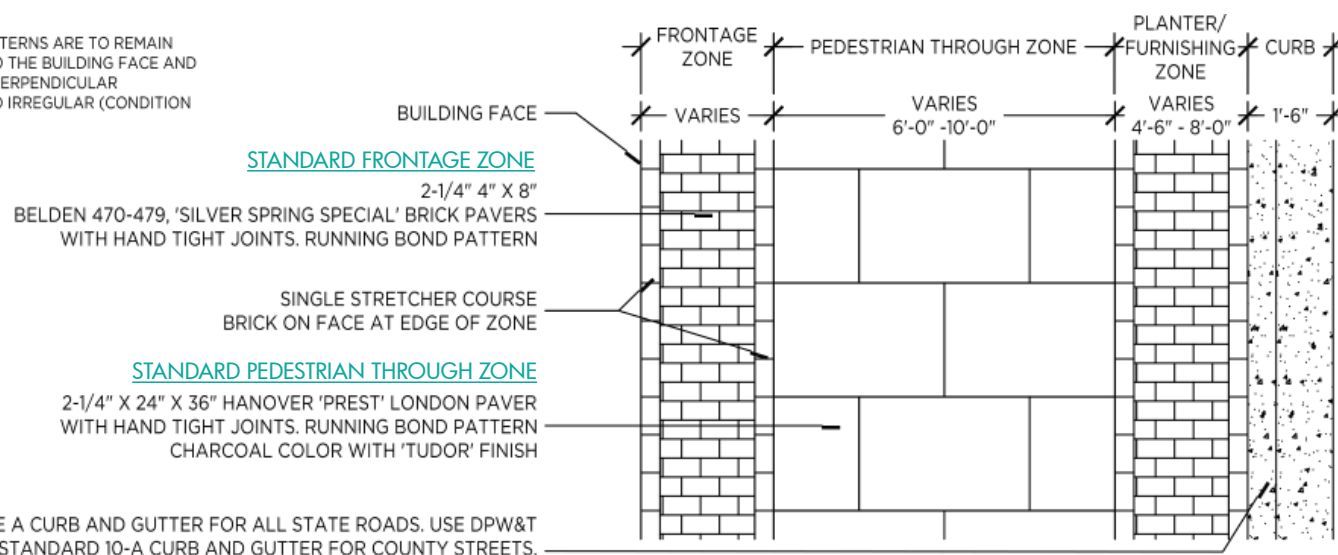 TERNS ARE TO REMAIN
THE BUILDING FACE AND
ERPENDICULAR
IRREGULAR (CONDITION
FRONTAGE
ZONE
PEDESTRIAN THROUGH ZONE
PLANTER/
FURNISHING
ZONE
CURB
VARIES
VARIES
6'-0" -10'-0"
VARIES
4'-6" - 8'-0"
1'-6"
BUILDING FACE
STANDARD FRONTAGE ZONE
2-1/4" 4" X 8"
BELDEN 470-479, 'SILVER SPRING SPECIAL' BRICK PAVERS
WITH HAND TIGHT JOINTS. RUNNING BOND PATTERN
SINGLE STRETCHER COURSE
BRICK ON FACE AT EDGE OF ZONE
STANDARD PEDESTRIAN THROUGH ZONE
2-1/4" X 24" X 36" HANOVER 'PREST' LONDON PAVER
WITH HAND TIGHT JOINTS. RUNNING BOND PATTERN
CHARCOAL COLOR WITH 'TUDOR' FINISH
E A CURB AND GUTTER FOR ALL STATE ROADS. USE DPW&T
STANDARD 10-A CURB AND GUTTER FOR COUNTY STREETS.